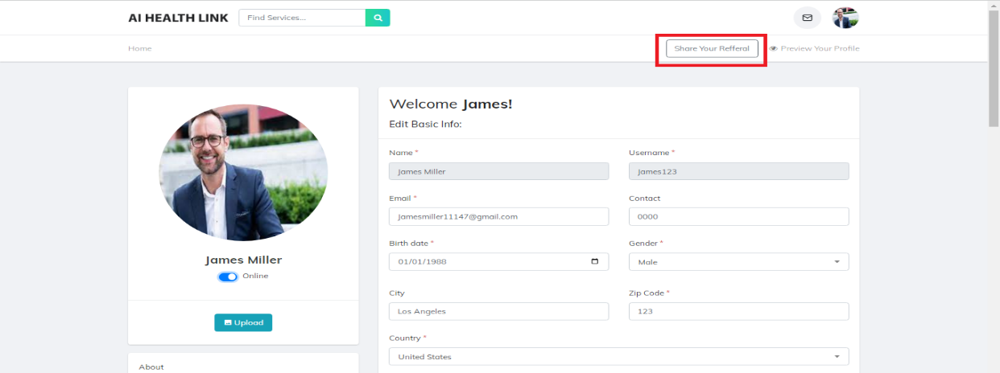 AI HEALTH LINK
Find Services...
Home
Share Your Refferal
Preview Your Profile
James Miller
Online
Upload
About
Welcome James!
Edit Basic Info:
Name *
Username *
James Miller
James123
Email *
Contact
Jamesmiller11147@gmail.com
0000
Birth date *
Gender *
01/01/1988
Male
City
Zip Code *
Los Angeles
123
Country *
United States